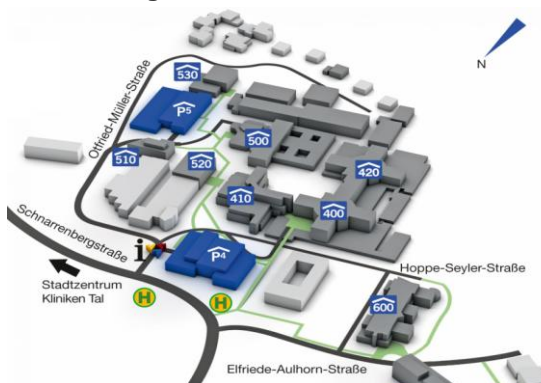 530
P5
N
Otfried-Müller-Straße
500
510
520
420
410
400
Schnarrenbergstraße
i
P4
Hoppe-Seyler-Straße
Stadtzentrum
Kliniken Tal
H
H
600
Elfriede-Aulhorn-Straße